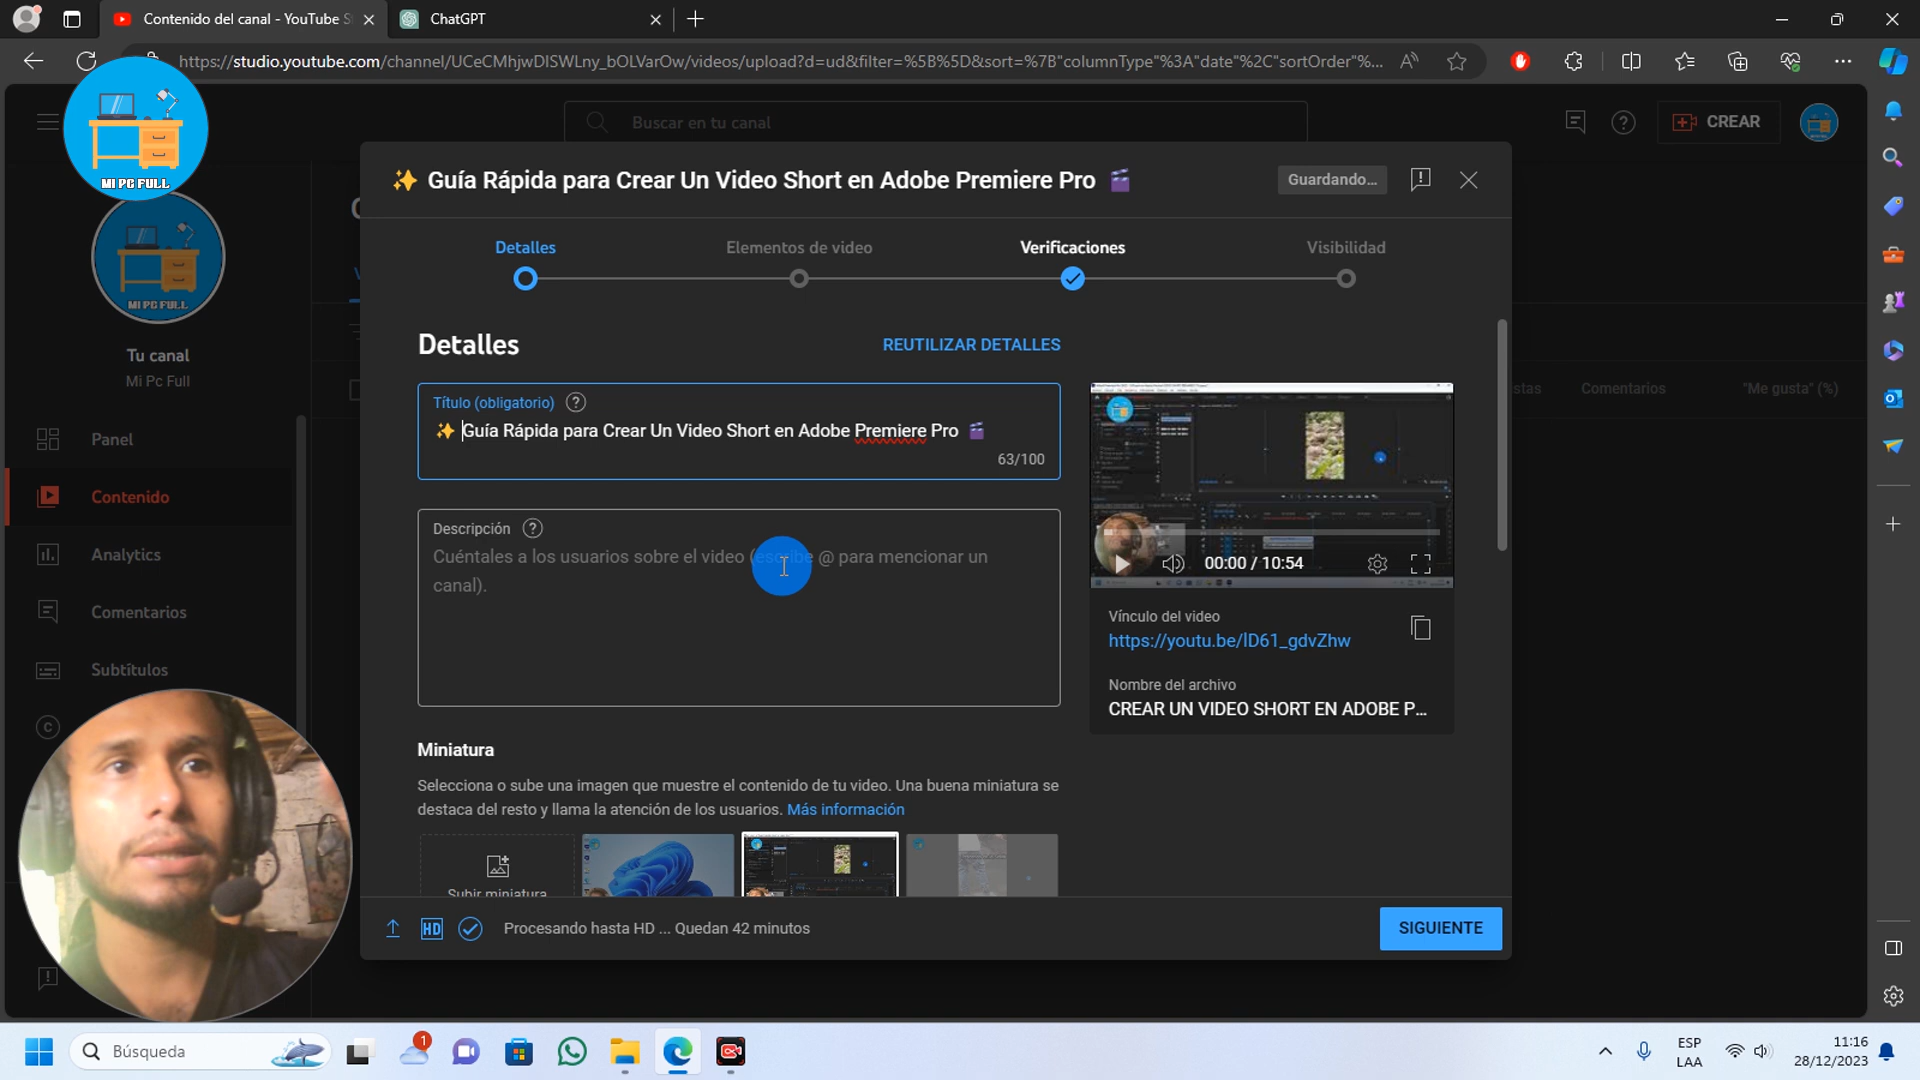 Contenido del canal - YouTube S
ChatGPT
https://studio.youtube.com/channel/UCeCMhjwDISWLny_bOLVarOw/videos/upload?d=ud&filter=%5B%5D&sort=%7B"columnType"%3A"date"%2C"sortOrder"%...
MI PC FULL
Buscar en tu canal
CREAR
✨ Guía Rápida para Crear Un Video Short en Adobe Premiere Pro 🎬
Guardando...
Detalles
Elementos de video
Verificaciones
Visibilidad
MI PC FULL
Tu canal
Mi Pc Full
Panel
Contenido
Analytics
Comentarios
Subtítulos
Detalles
REUTILIZAR DETALLES
Título (obligatorio)
✨ Guía Rápida para Crear Un Video Short en Adobe Premiere Pro 🎬
63/100
Descripción
Cuéntales a los usuarios sobre el video (escribe @ para mencionar un
canal).
Miniatura
Selecciona o sube una imagen que muestre el contenido de tu video. Una buena miniatura se
destaca del resto y llama la atención de los usuarios. Más información
Subir miniatura
00:00 / 10:54
Vínculo del video
https://youtu.be/lD61_gdvZhw
Nombre del archivo
CREAR UN VIDEO SHORT EN ADOBE P...
stas
Comentarios
"Me gusta" (%)
HD
Procesando hasta HD ... Quedan 42 minutos
SIGUIENTE
Búsqueda
1
ESP
LAA
11:16
28/12/2023